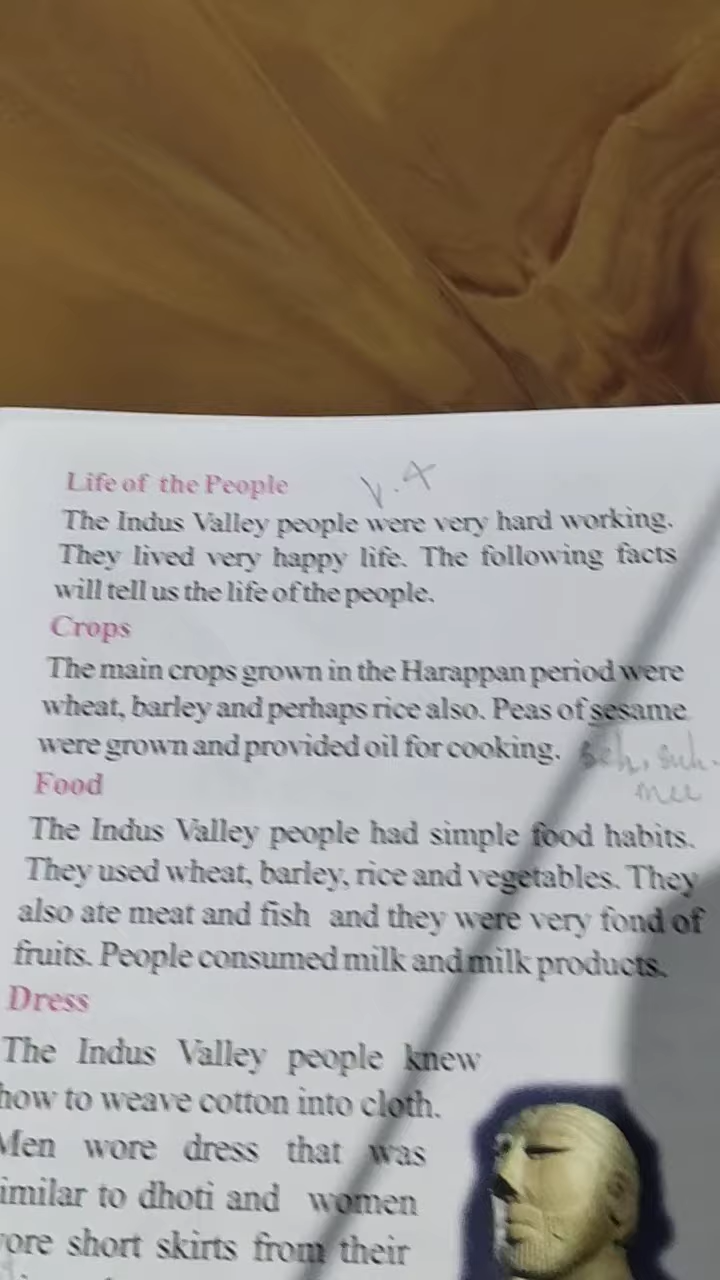 Life of the People
The Indus Valley people were very hard working.
They lived very happy life. The following facts
will tell us the life of the people.
Crops
The main crops grown in the Harappan period were
wheat, barley and perhaps rice also. Peas of sesame
were grown and provided oil for cooking.
Food
The Indus Valley people had simple food habits.
They used wheat, barley, rice and vegetables. They
also ate meat and fish and they were very fond of
fruits. People consumed milk and milk products.
Dress
The Indus Valley people knew
how to weave cotton into cloth.
Men wore dress that was
imilar to dhoti and women
ore short skirts from their